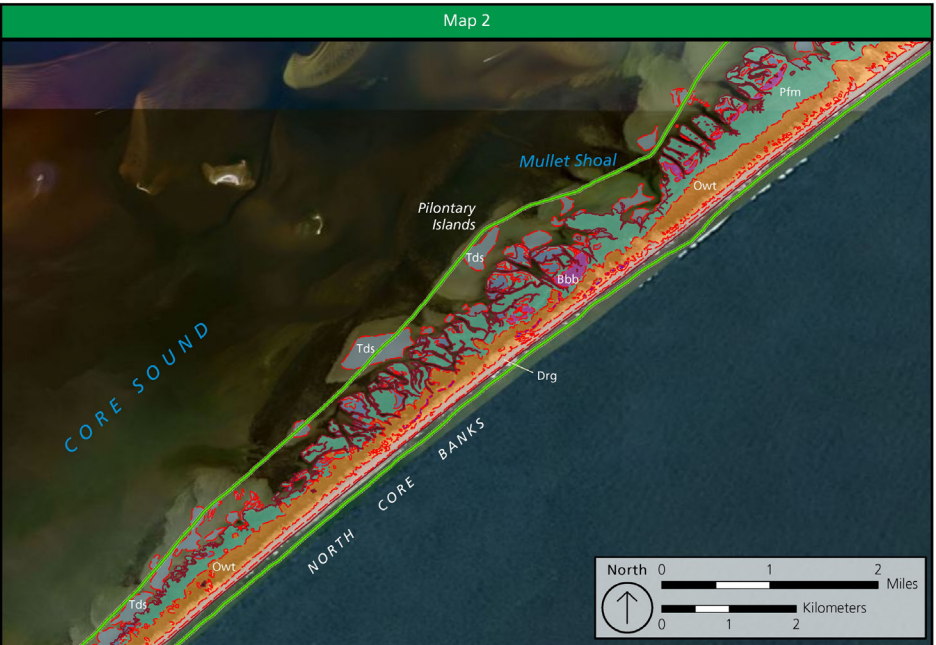 Map 2
Pfm
Mullet Shoal
Owt
Pilontary
Islands
Tds
Bbb
Tds
Drg
CORE SOUND
NORTH CORE BANKS
Owt
Tds
North
0 1 2
Miles
Kilometers
0 1 2